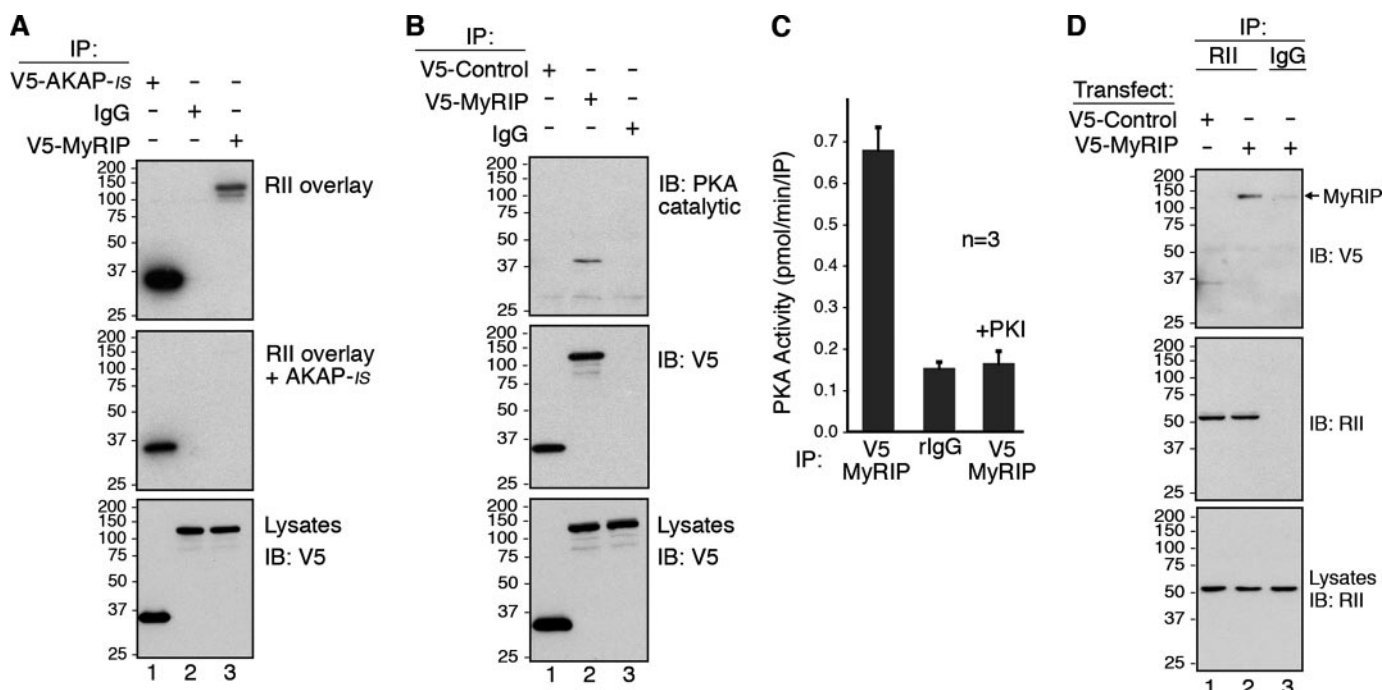 A
IP:
V5-AKAP-IS + - -
IgG - + -
V5-MyRIP - - +
200
150
100
75
50
37
25
RII overlay
200
150
100
75
50
37
25
RII overlay
+ AKAP-IS
200
150
100
75
50
37
25
Lysates
IB: V5
1 2 3
B
IP:
V5-Control + - -
V5-MyRIP - + -
IgG - - +
200
150
100
75
50
37
25
IB: PKA
catalytic
200
150
100
75
50
37
25
IB: V5
200
150
100
75
50
37
25
Lysates
IB: V5
1 2 3
C
PKA Activity (pmol/min/IP)
0.7
0.6
0.5
0.4
0.3
0.2
0.1
0.0
n=3
+PKI
IP: V5 MyRIP rIgG V5 MyRIP
D
IP:
RII IgG
Transfect:
V5-Control + - -
V5-MyRIP - + +
200
150
100
75
50
37
25
MyRIP
IB: V5
200
150
100
75
50
37
25
IB: RII
200
150
100
75
50
37
25
Lysates
IB: RII
1 2 3